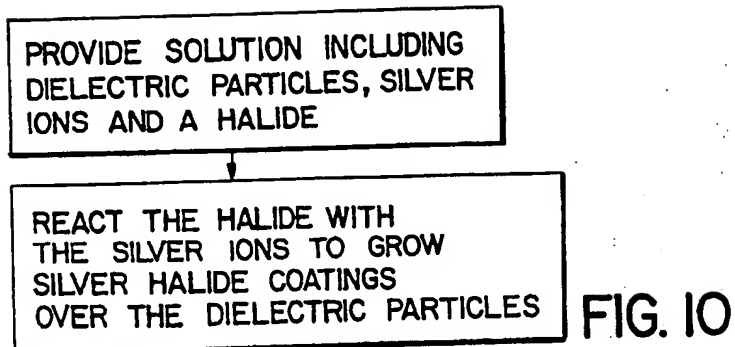 PROVIDE SOLUTION INCLUDING
DIELECTRIC PARTICLES, SILVER
IONS AND A HALIDE
REACT THE HALIDE WITH
THE SILVER IONS TO GROW
SILVER HALIDE COATINGS
OVER THE DIELECTRIC PARTICLES
FIG. 10